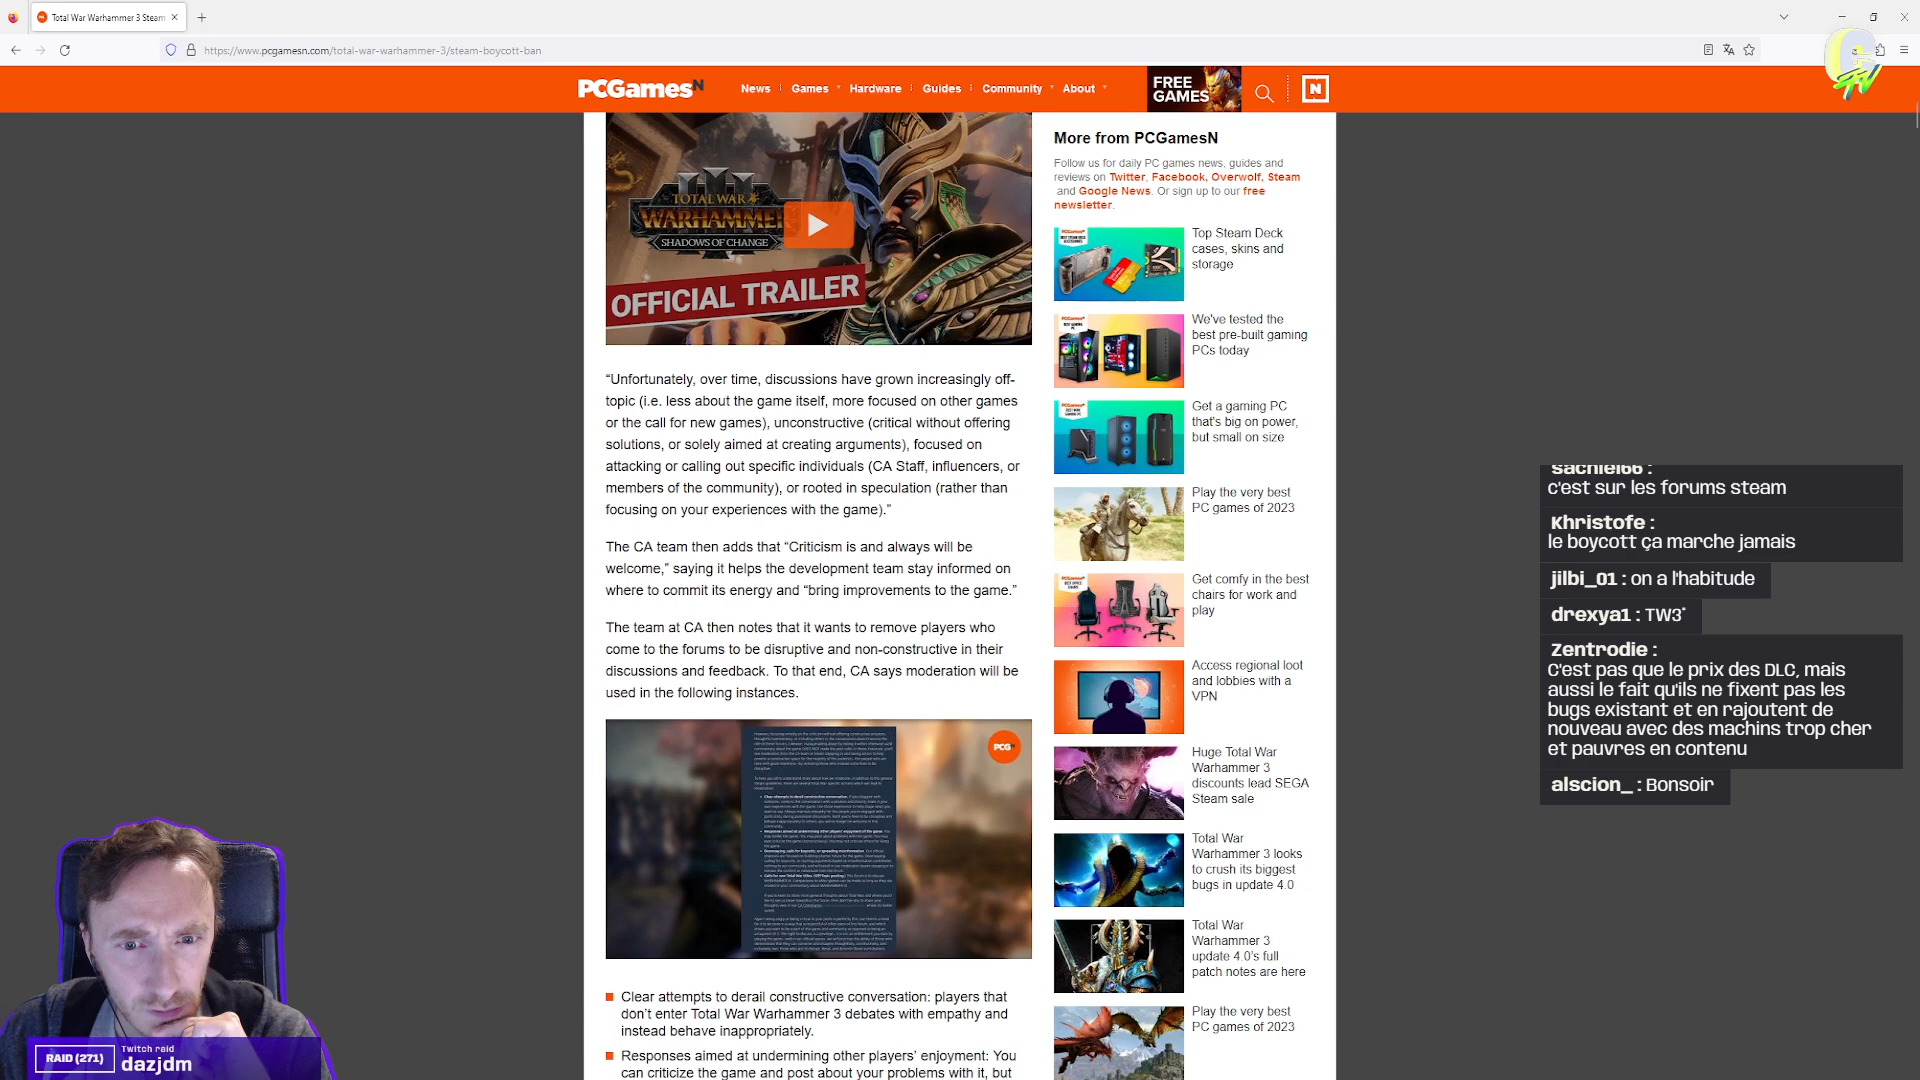 Total War Warhammer 3 Steam
https://www.pcgamesn.com/total-war-warhammer-3/steam-boycott-ban
PCGamesN
News
Games
Hardware
Guides
Community
About
FREE
GAMES
N
TOTAL WAR
WARHAMMER
SHADOWS OF CHANGE
OFFICIAL TRAILER
“Unfortunately, over time, discussions have grown increasingly off-
topic (i.e. less about the game itself, more focused on other games
or the call for new games), unconstructive (critical without offering
solutions, or solely aimed at creating arguments), focused on
attacking or calling out specific individuals (CA Staff, influencers, or
members of the community), or rooted in speculation (rather than
focusing on your experiences with the game).”
The CA team then adds that “Criticism is and always will be
welcome,” saying it helps the development team stay informed on
where to commit its energy and “bring improvements to the game.”
The team at CA then notes that it wants to remove players who
come to the forums to be disruptive and non-constructive in their
discussions and feedback. To that end, CA says moderation will be
used in the following instances.
PCGN
Clear attempts to derail constructive conversation: players that
don’t enter Total War Warhammer 3 debates with empathy and
instead behave inappropriately.
Responses aimed at undermining other players’ enjoyment: You
can criticize the game and post about your problems with it, but
More from PCGamesN
Follow us for daily PC games news, guides and
reviews on Twitter, Facebook, Overwolf, Steam
and Google News. Or sign up to our free
newsletter.
Top Steam Deck
cases, skins and
storage
We've tested the
best pre-built gaming
PCs today
Get a gaming PC
that's big on power,
but small on size
Play the very best
PC games of 2023
Get comfy in the best
chairs for work and
play
Access regional loot
and lobbies with a
VPN
Huge Total War
Warhammer 3
discounts lead SEGA
Steam sale
Total War
Warhammer 3 looks
to crush its biggest
bugs in update 4.0
Total War
Warhammer 3
update 4.0's full
patch notes are here
Play the very best
PC games of 2023
sachiel66 :
c'est sur les forums steam
Khristofe :
le boycott ça marche jamais
jilbi_01 : on a l'habitude
drexya1 : TW3*
Zentrodie :
C'est pas que le prix des DLC, mais
aussi le fait qu'ils ne fixent pas les
bugs existant et en rajoutent de
nouveau avec des machins trop cher
et pauvres en contenu
alscion_ : Bonsoir
RAID (271)
Twitch raid
dazjdm